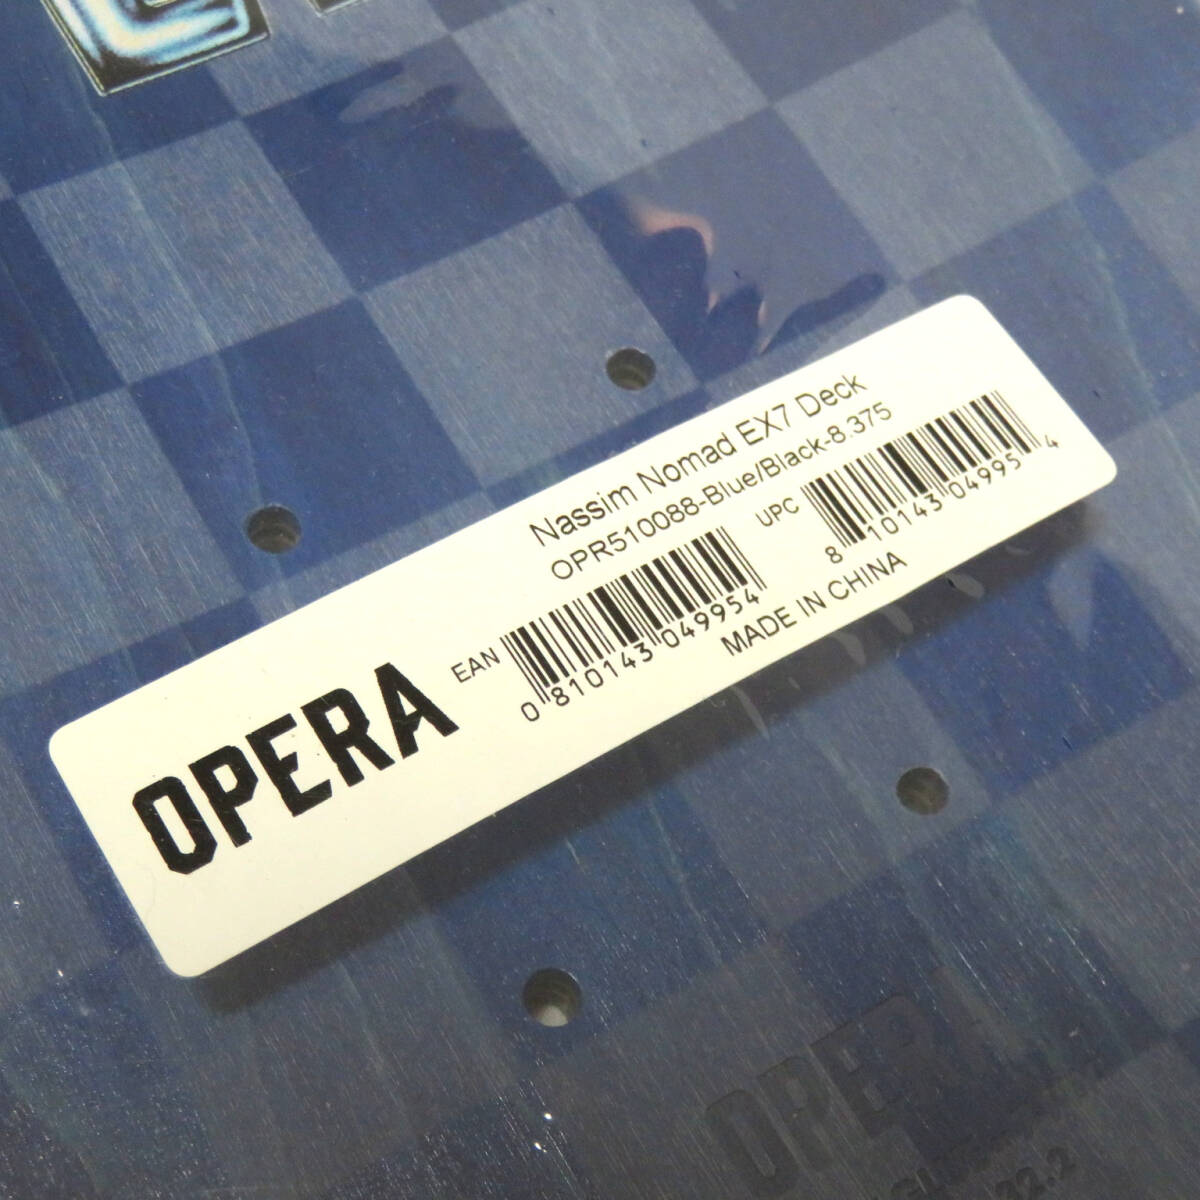 Nassim Nomad EX7 Deck
OPR510088-Blue/Black-8.375
EAN
0 810143 049954
UPC
8 10143 04995 4
MADE IN CHINA
OPERA
OPERA